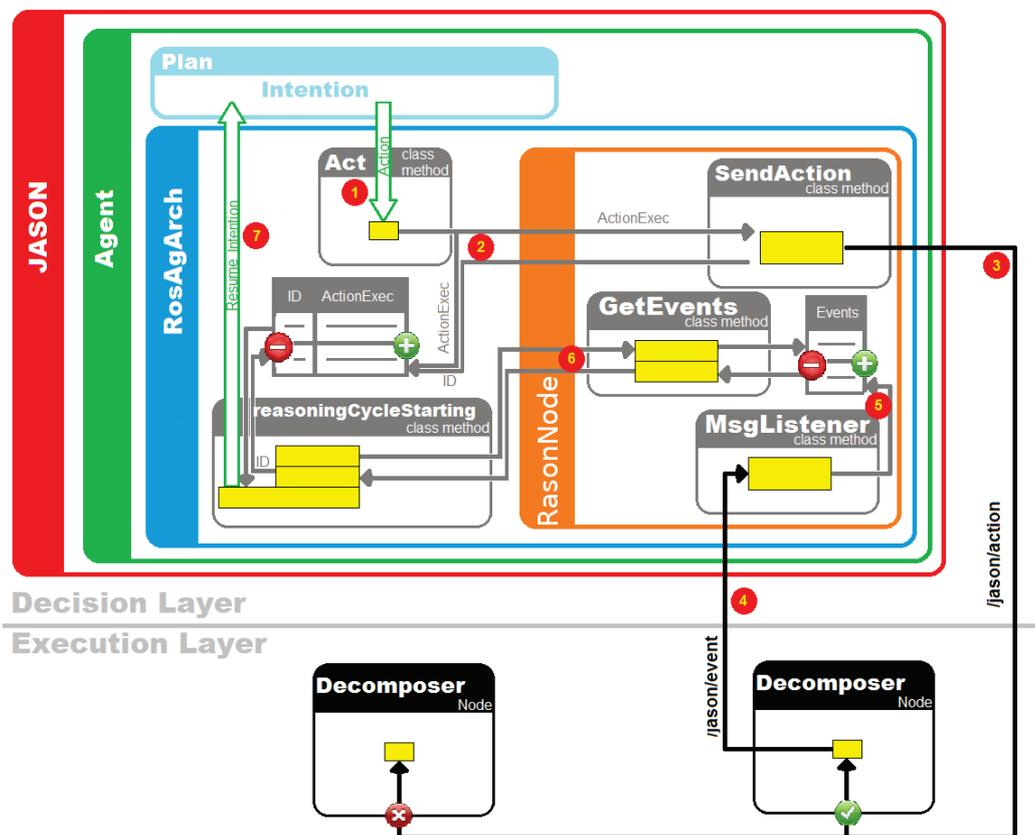 JASON
Agent
Plan
Intention
RosAgArch
Resume_Intention
7
Act
class
method
Action
1
2
ActionExec
SendAction
class method
3
ID ActionExec
ActionExec
ID
RasonNode
GetEvents
class method
Events
6
5
reasoningCycleStarting
class method
ID
MsgListener
class method
4
/jason/action
Decision Layer
Execution Layer
/jason/event
Decomposer
Node
Decomposer
Node